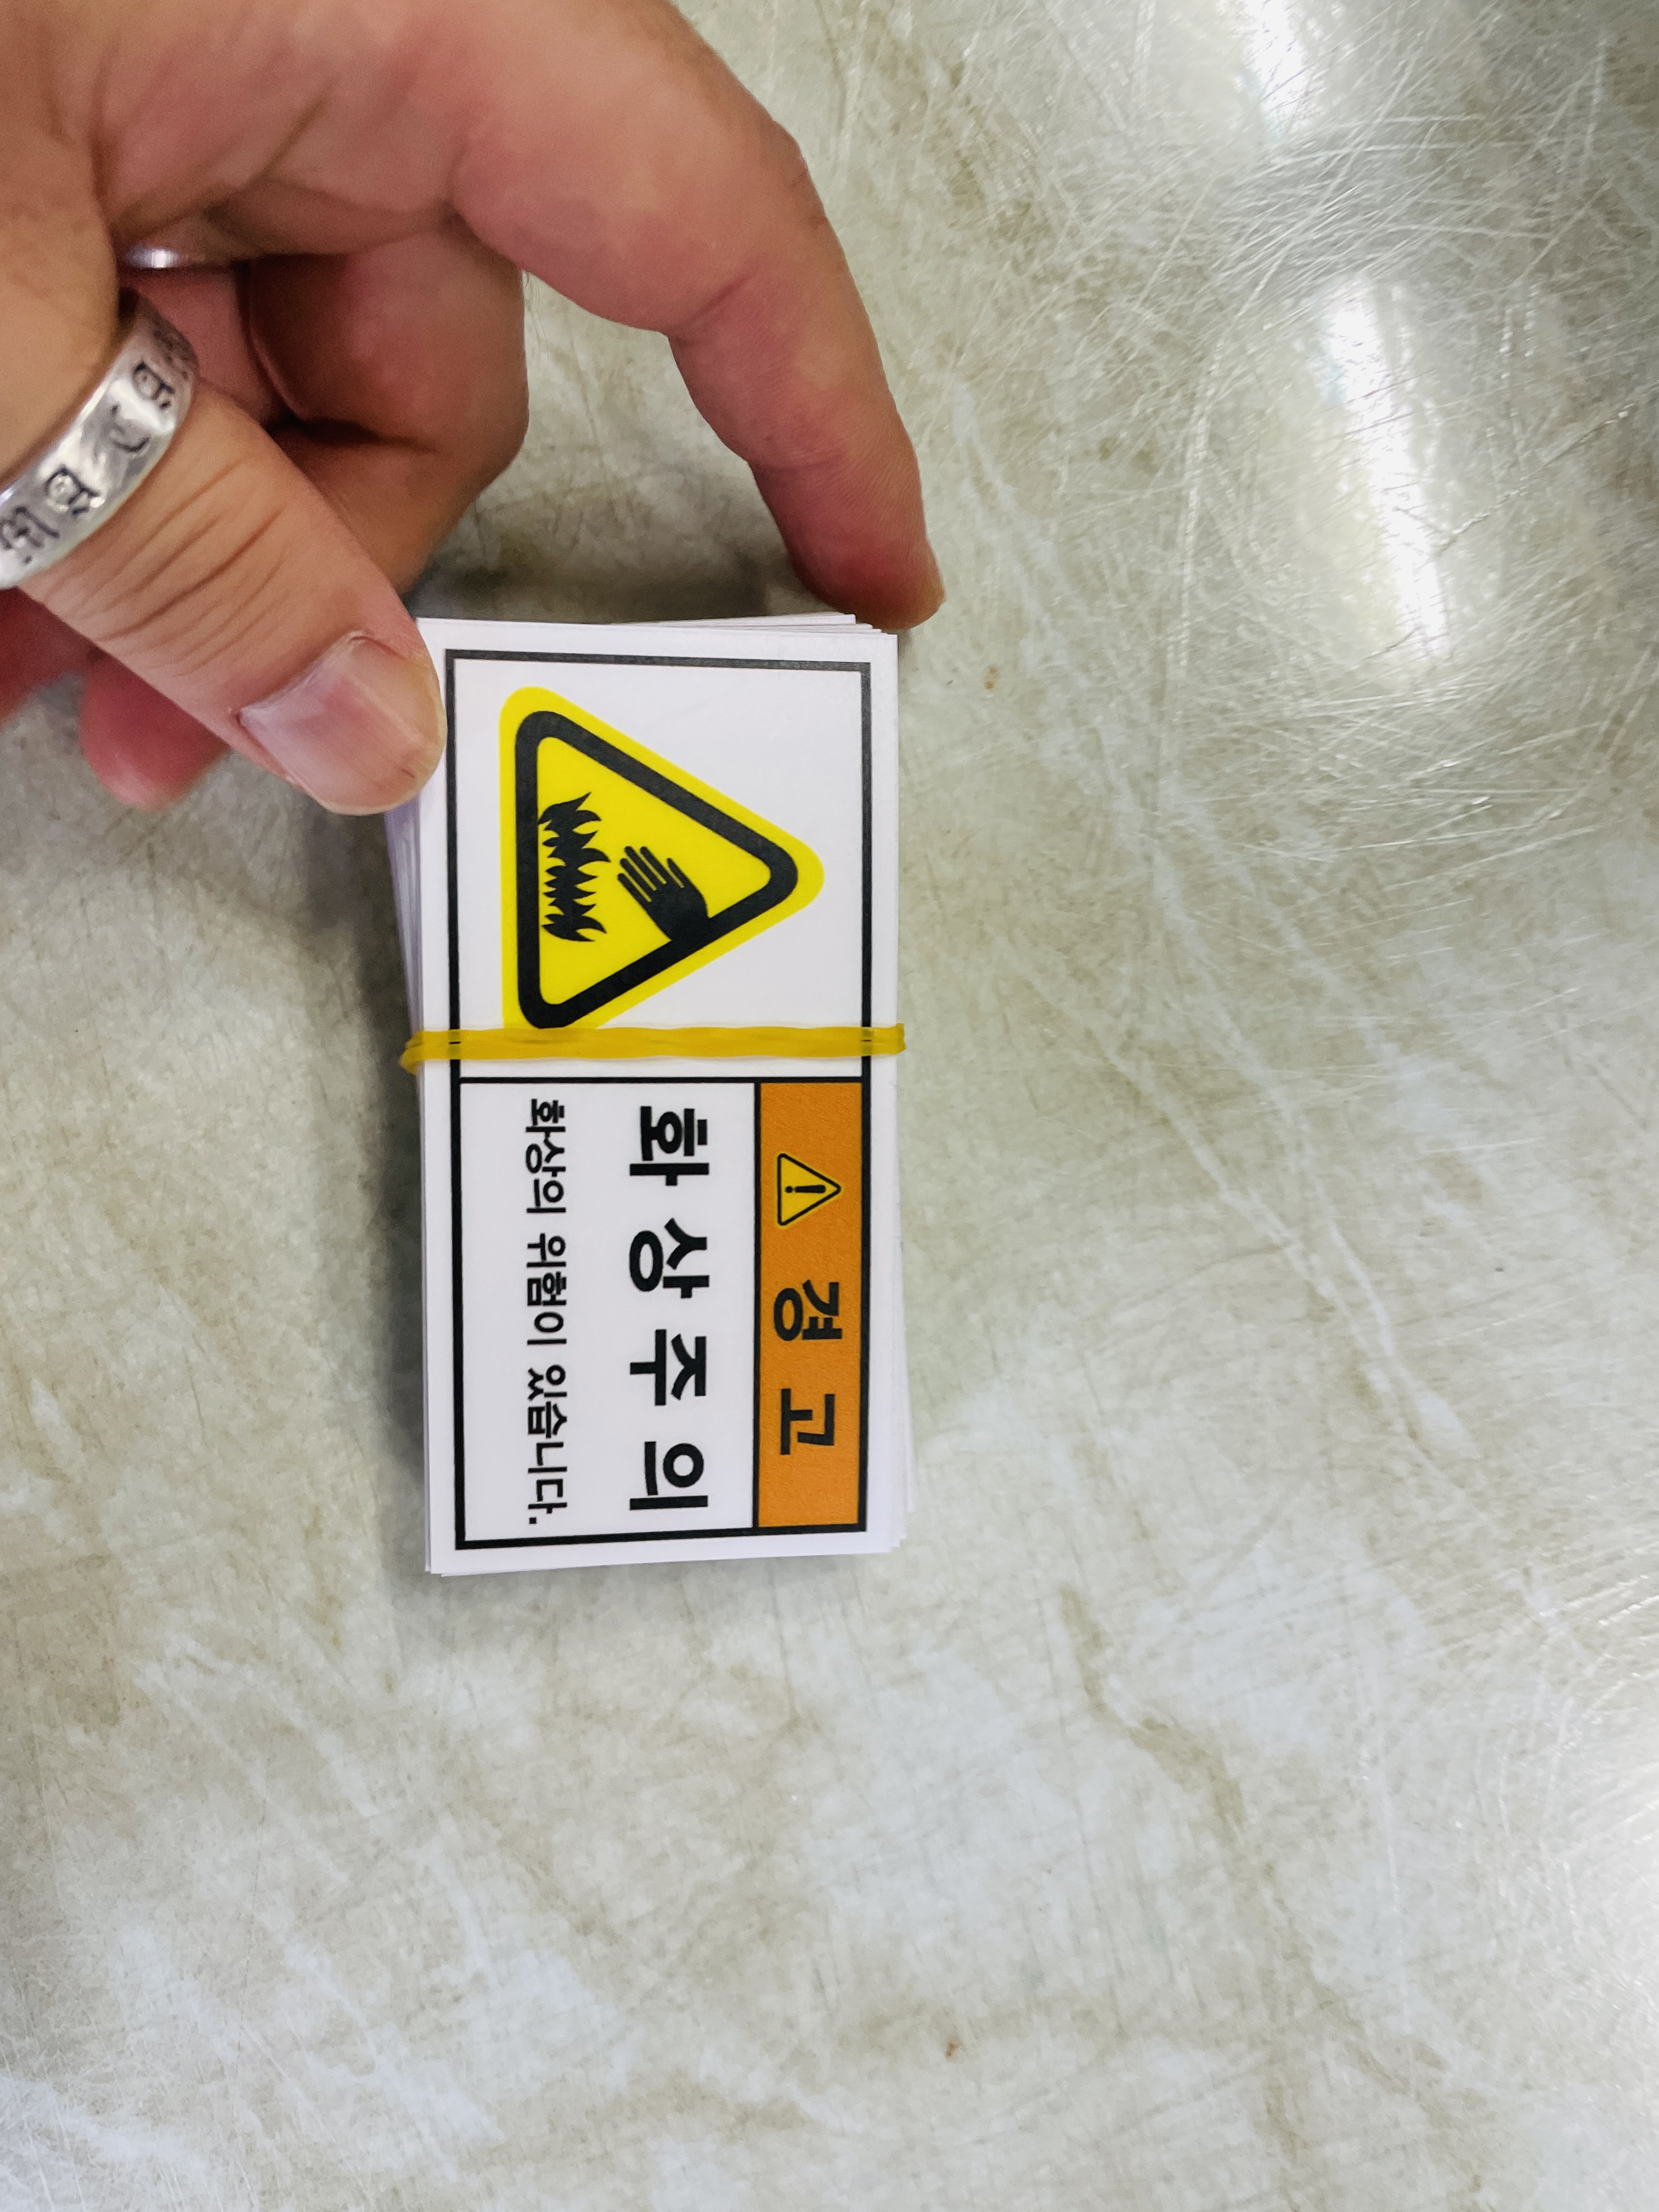 경고
화상주의
화상의 위험이 있습니다.